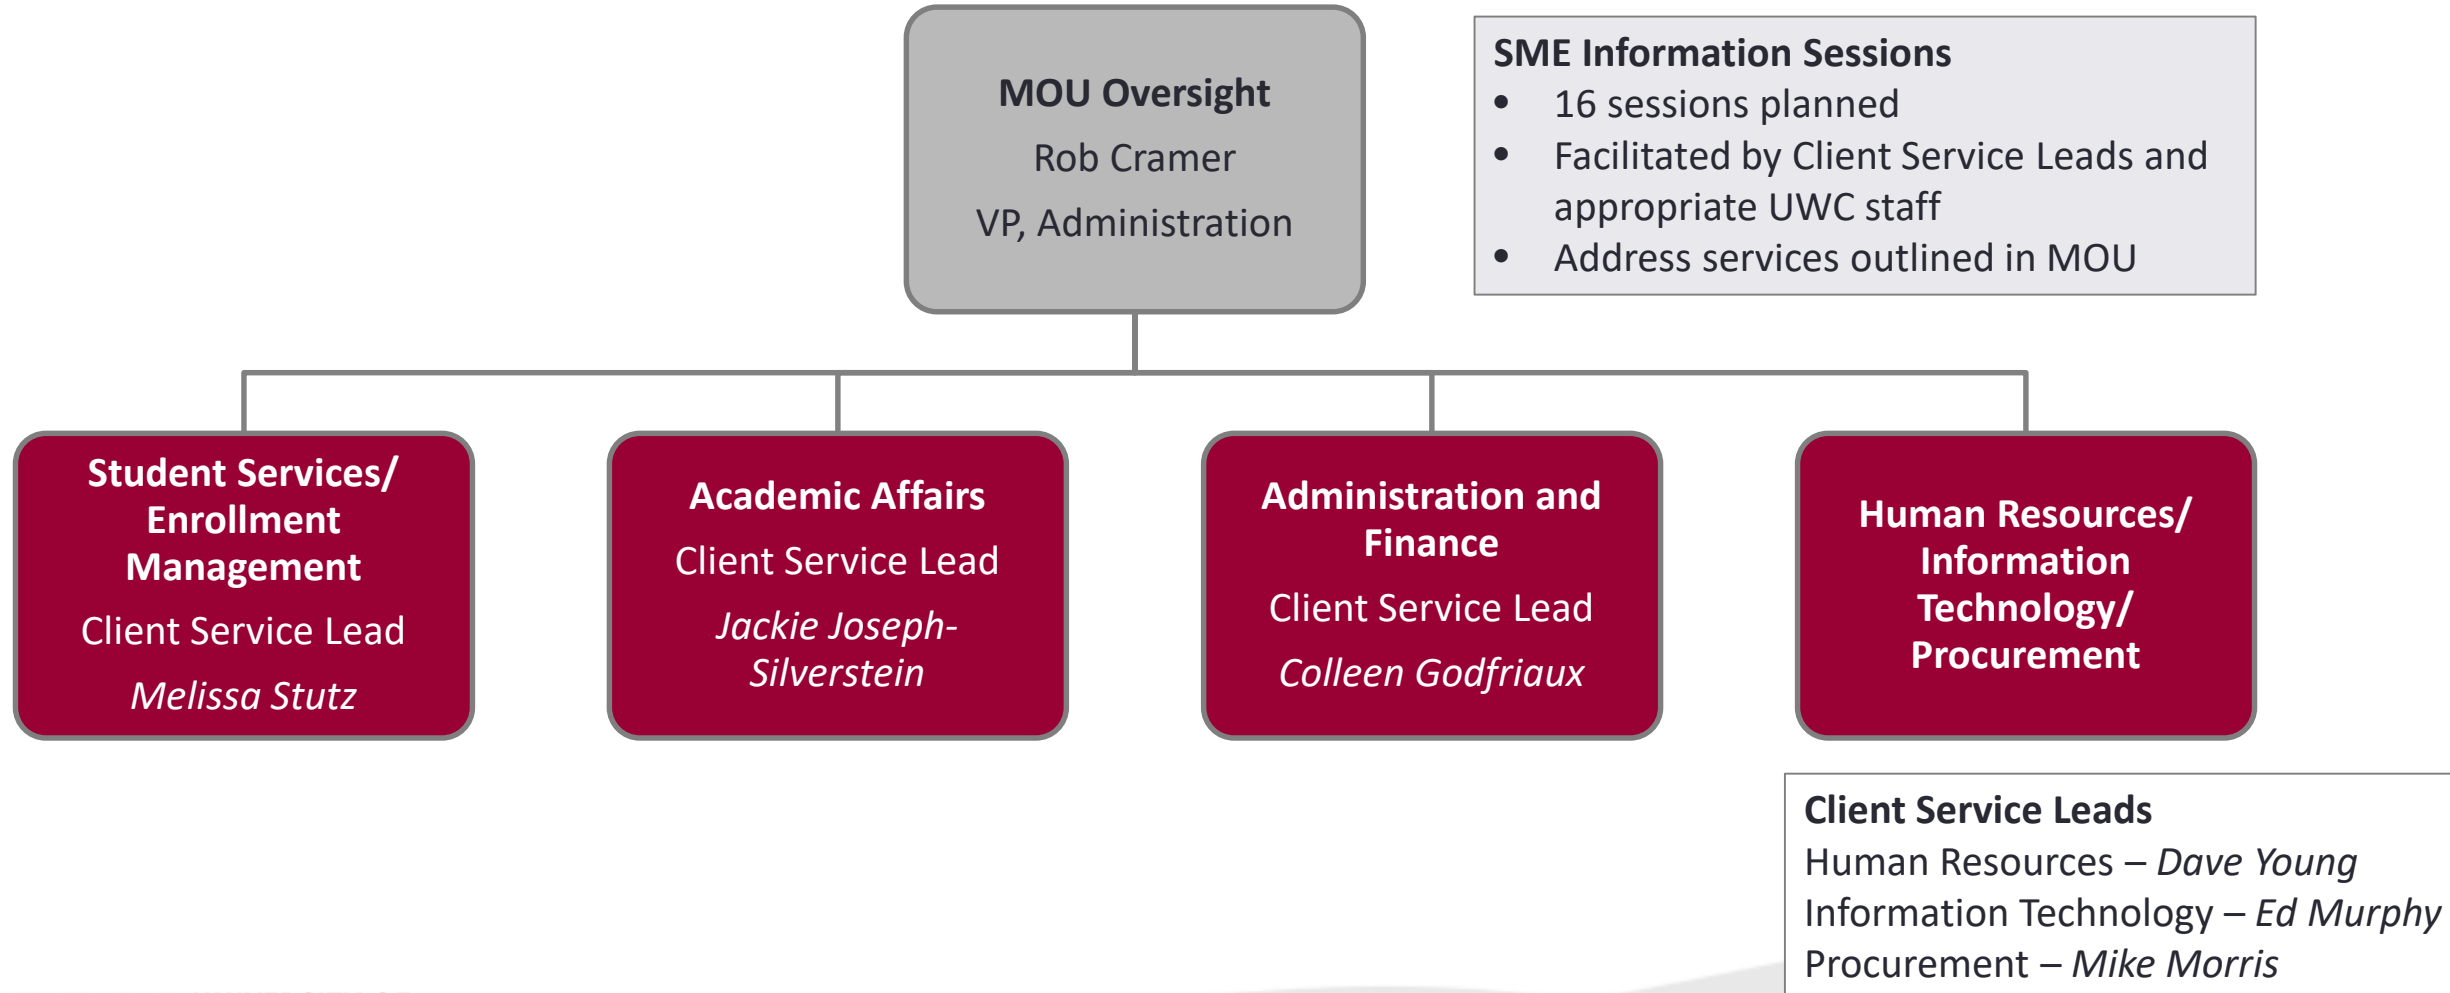 MOU Oversight
Rob Cramer
VP, Administration
SME Information Sessions
• 16 sessions planned
• Facilitated by Client Service Leads and
appropriate UWC staff
• Address services outlined in MOU
Student Services/
Enrollment
Management
Client Service Lead
Melissa Stutz
Academic Affairs
Client Service Lead
Jackie Joseph-
Silverstein
Administration and
Finance
Client Service Lead
Colleen Godfriaux
Human Resources/
Information
Technology/
Procurement
Client Service Leads
Human Resources – Dave Young
Information Technology – Ed Murphy
Procurement – Mike Morris